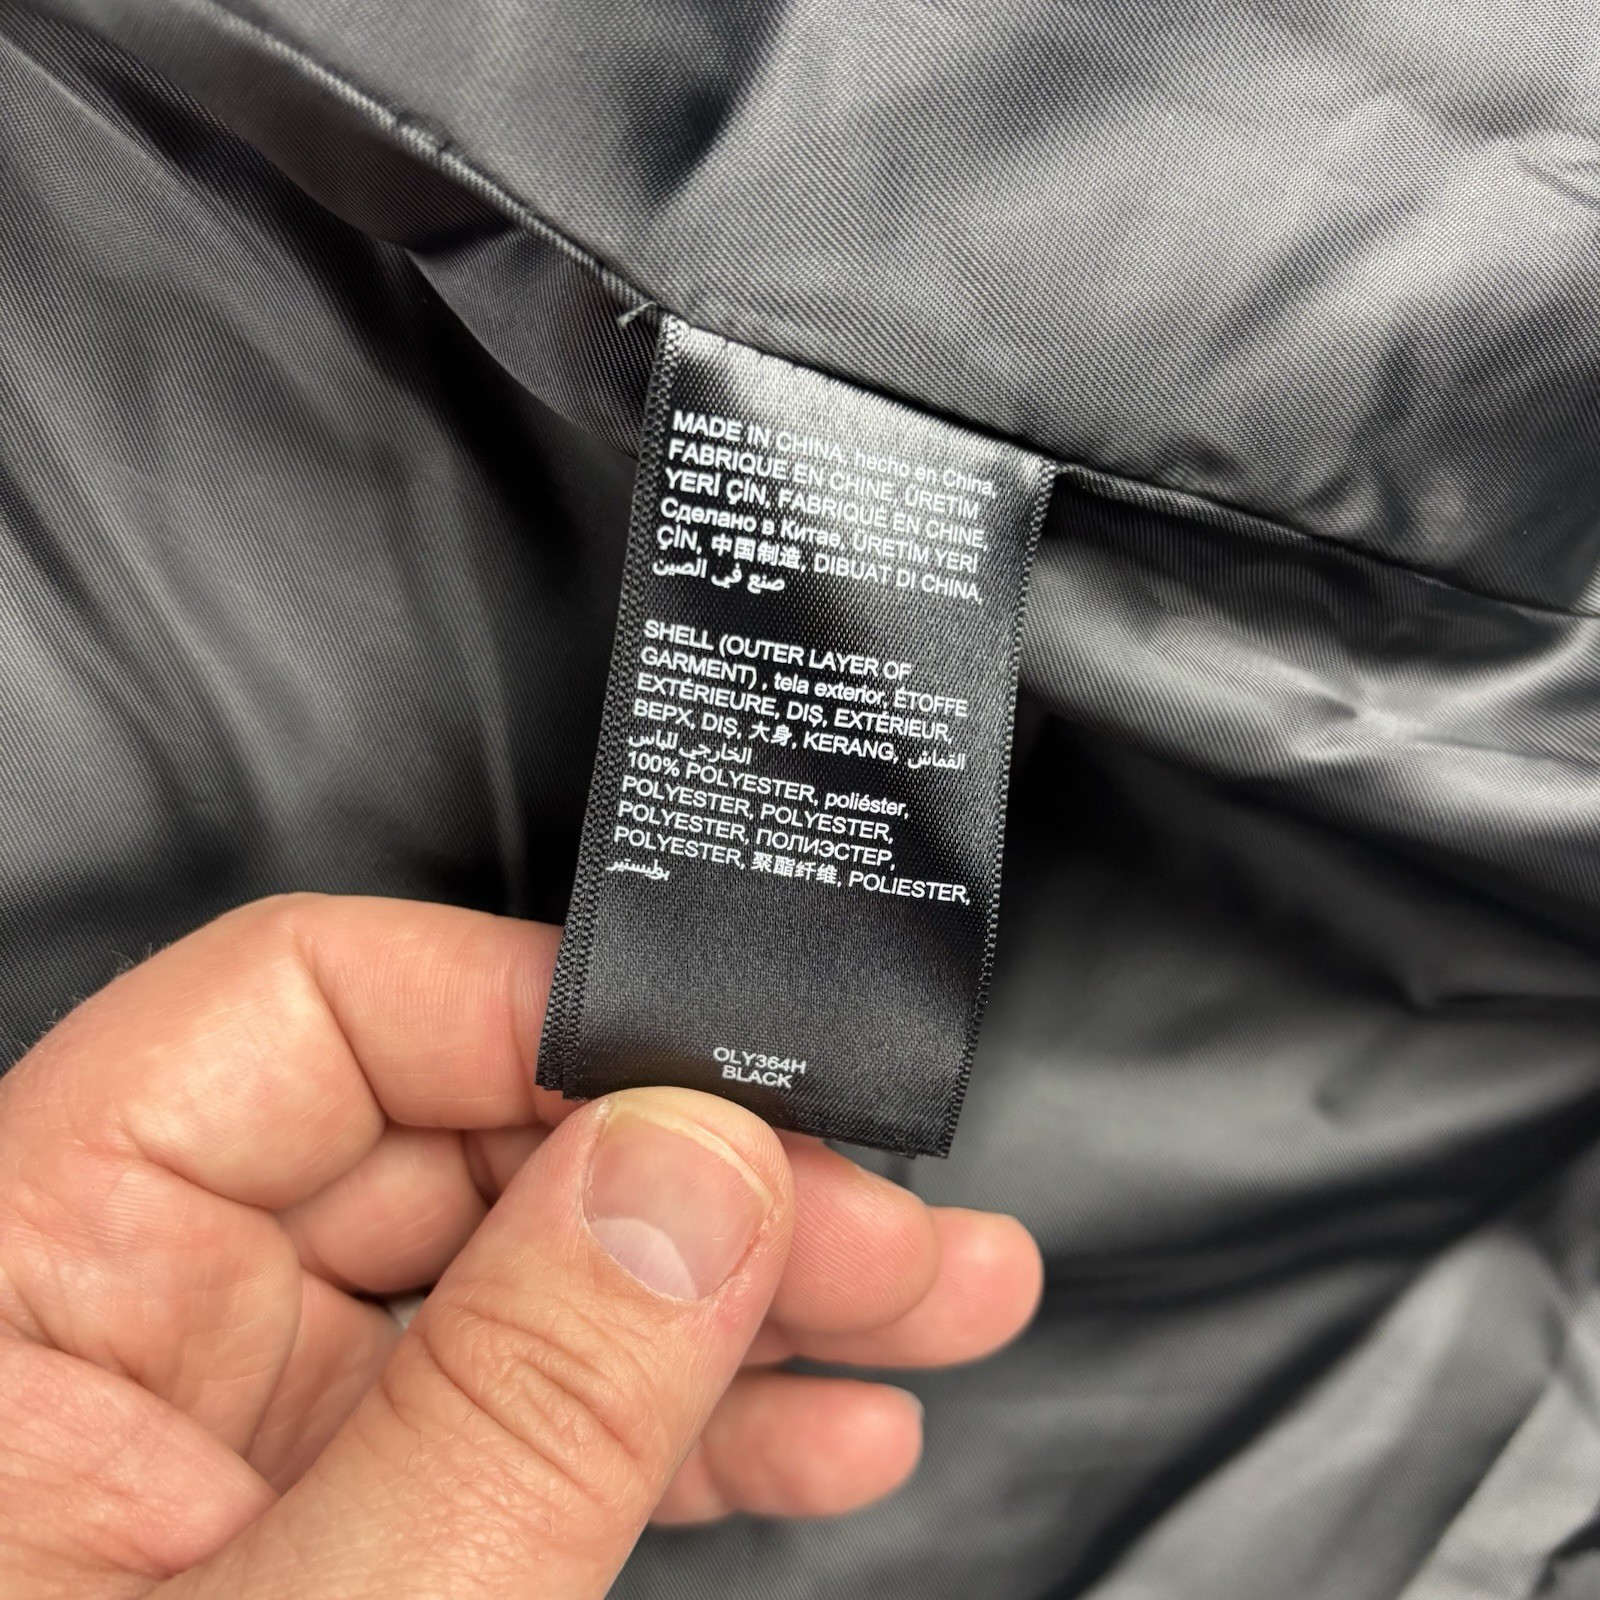 MADE IN CHINA, hecho en China,
FABRIQUE EN CHINE, ÜRETIM
YERİ ÇİN, FABRIQUE EN CHINE,
Сделано в Китае, ÜRETIM YERİ
ÇİN, 中国制造, DIBUAT DI CHINA,
صنع في الصين
SHELL (OUTER LAYER OF
GARMENT) , tela exterior, ÉTOFFE
EXTÉRIEURE, DIŞ, EXTÉRIEUR,
ВЕРХ, DIŞ, 大身, KERANG, القماش
الخارجي للباس
100% POLYESTER, poliéster,
POLYESTER, POLYESTER,
POLYESTER, ПОЛИЭСТЕР,
POLYESTER, 聚酯纤维, POLIESTER,
OLY364H
BLACK